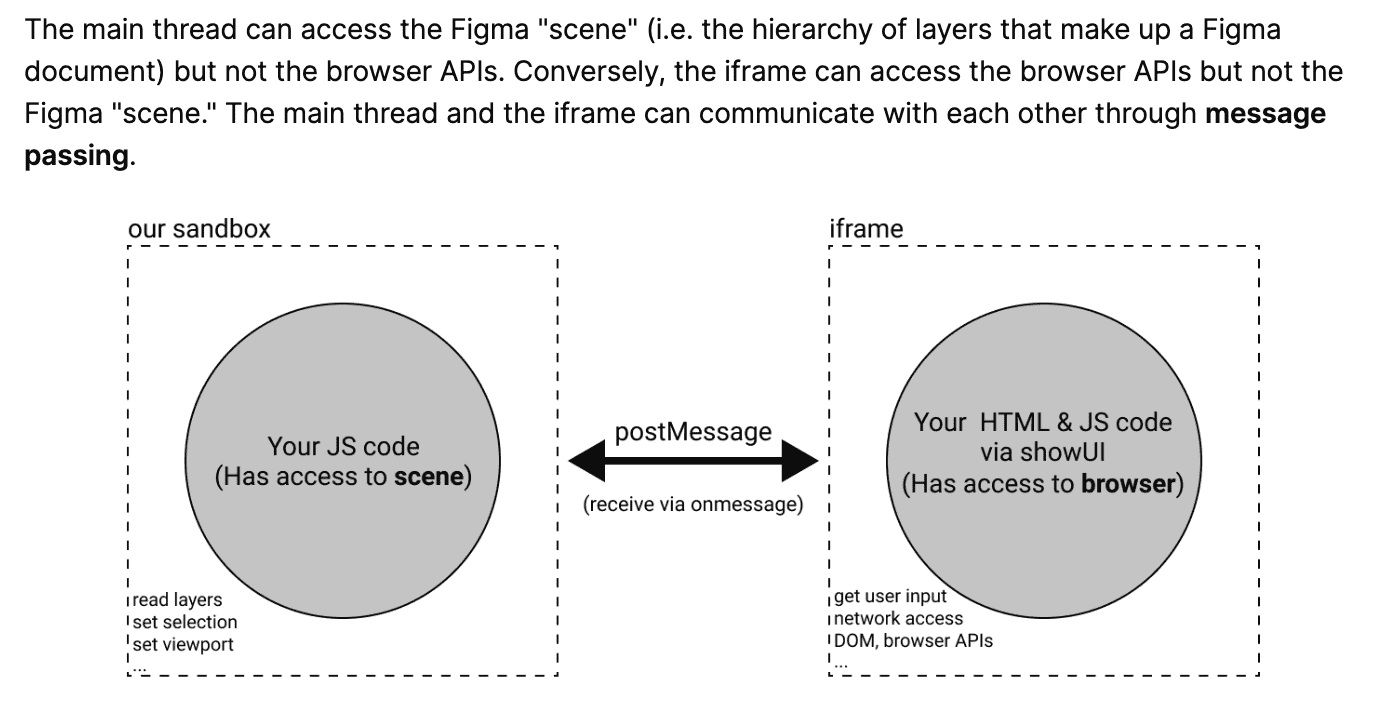 The main thread can access the Figma "scene" (i.e. the hierarchy of layers that make up a Figma
document) but not the browser APIs. Conversely, the iframe can access the browser APIs but not the
Figma "scene." The main thread and the iframe can communicate with each other through message
passing.
our sandbox
Your JS code
(Has access to scene)
read layers
set selection
set viewport
...
postMessage
(receive via onmessage)
iframe
Your  HTML & JS code
via showUI
(Has access to browser)
get user input
network access
DOM, browser APIs
...